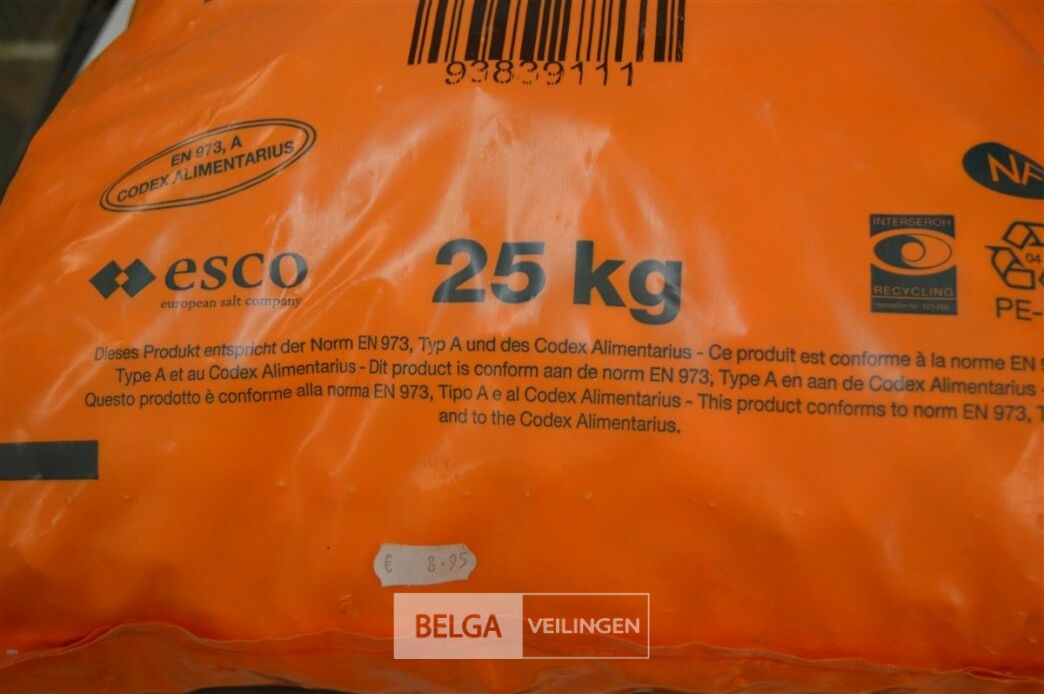 93839111
EN 973, A
CODEX ALIMENTARIUS
NF
INTERSEROH
RECYCLING
04
PE-
esco
european salt company
25 kg
Dieses Produkt entspricht der Norm EN 973, Typ A und des Codex Alimentarius - Ce produit est conforme à la norme EN
Type A et au Codex Alimentarius - Dit product is conform aan de norm EN 973, Type A en aan de Codex Alimentarius -
Questo prodotto è conforme alla norma EN 973, Tipo A e al Codex Alimentarius - This product conforms to norm EN 973,
and to the Codex Alimentarius.
€ 8.95
BELGA VEILINGEN